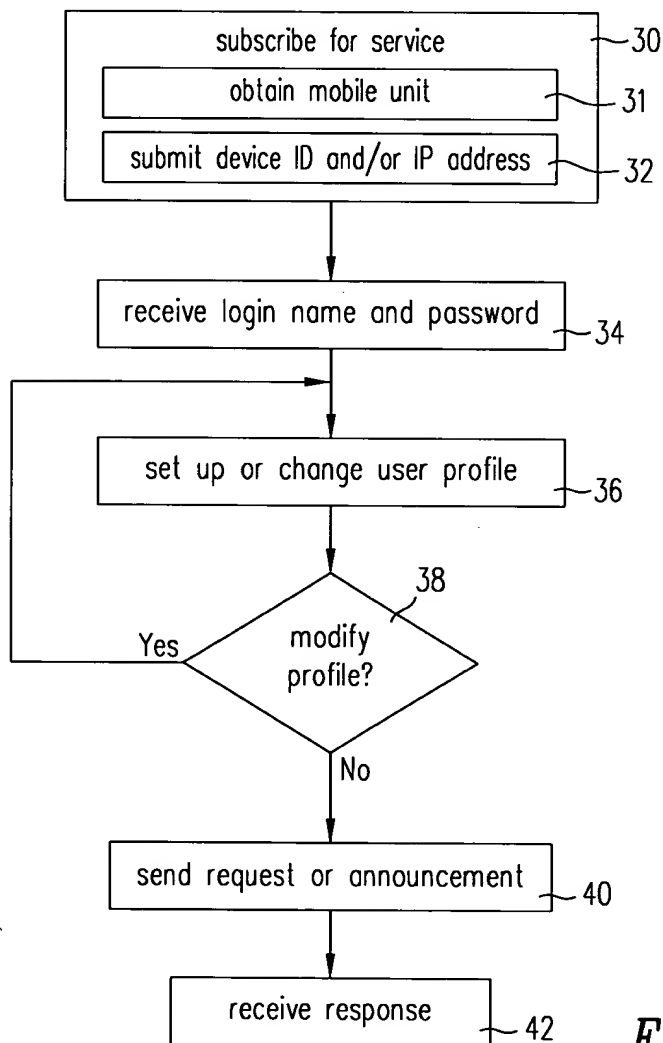 subscribe for service
30
obtain mobile unit
31
submit device ID and/or IP address
32
receive login name and password
34
set up or change user profile
36
38
modify
profile?
Yes
No
send request or announcement
40
receive response
42